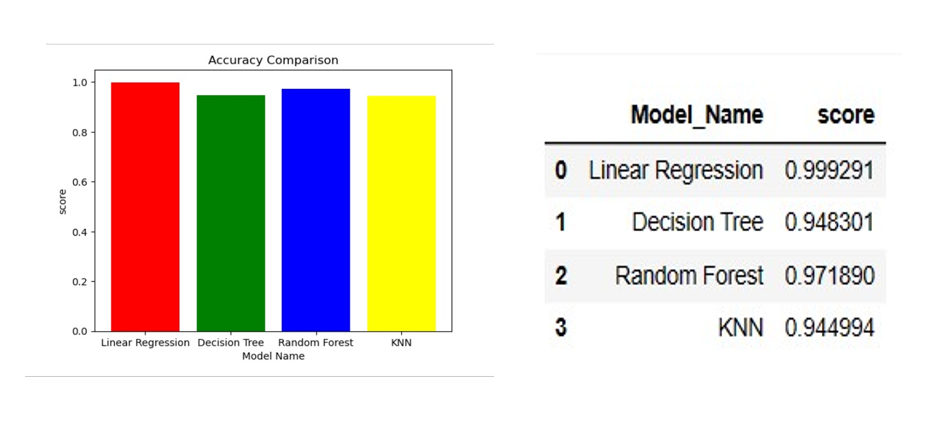 Accuracy Comparison
1.0
0.8
0.6
0.4
0.2
0.0
score
Linear Regression Decision Tree Random Forest KNN
Model Name
Model_Name score
0 Linear Regression 0.999291
1 Decision Tree 0.948301
2 Random Forest 0.971890
3 KNN 0.944994